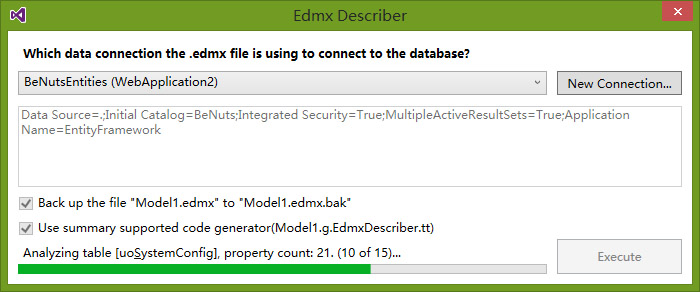 Edmx Describer
Which data connection the .edmx file is using to connect to the database?
BeNutsEntities (WebApplication2)
New Connection...
Data Source=.;Initial Catalog=BeNuts;Integrated Security=True;MultipleActiveResultSets=True;Application
Name=EntityFramework
Back up the file "Model1.edmx" to "Model1.edmx.bak"
Use summary supported code generator(Model1.g.EdmxDescriber.tt)
Analyzing table [uoSystemConfig], property count: 21. (10 of 15)...
Execute